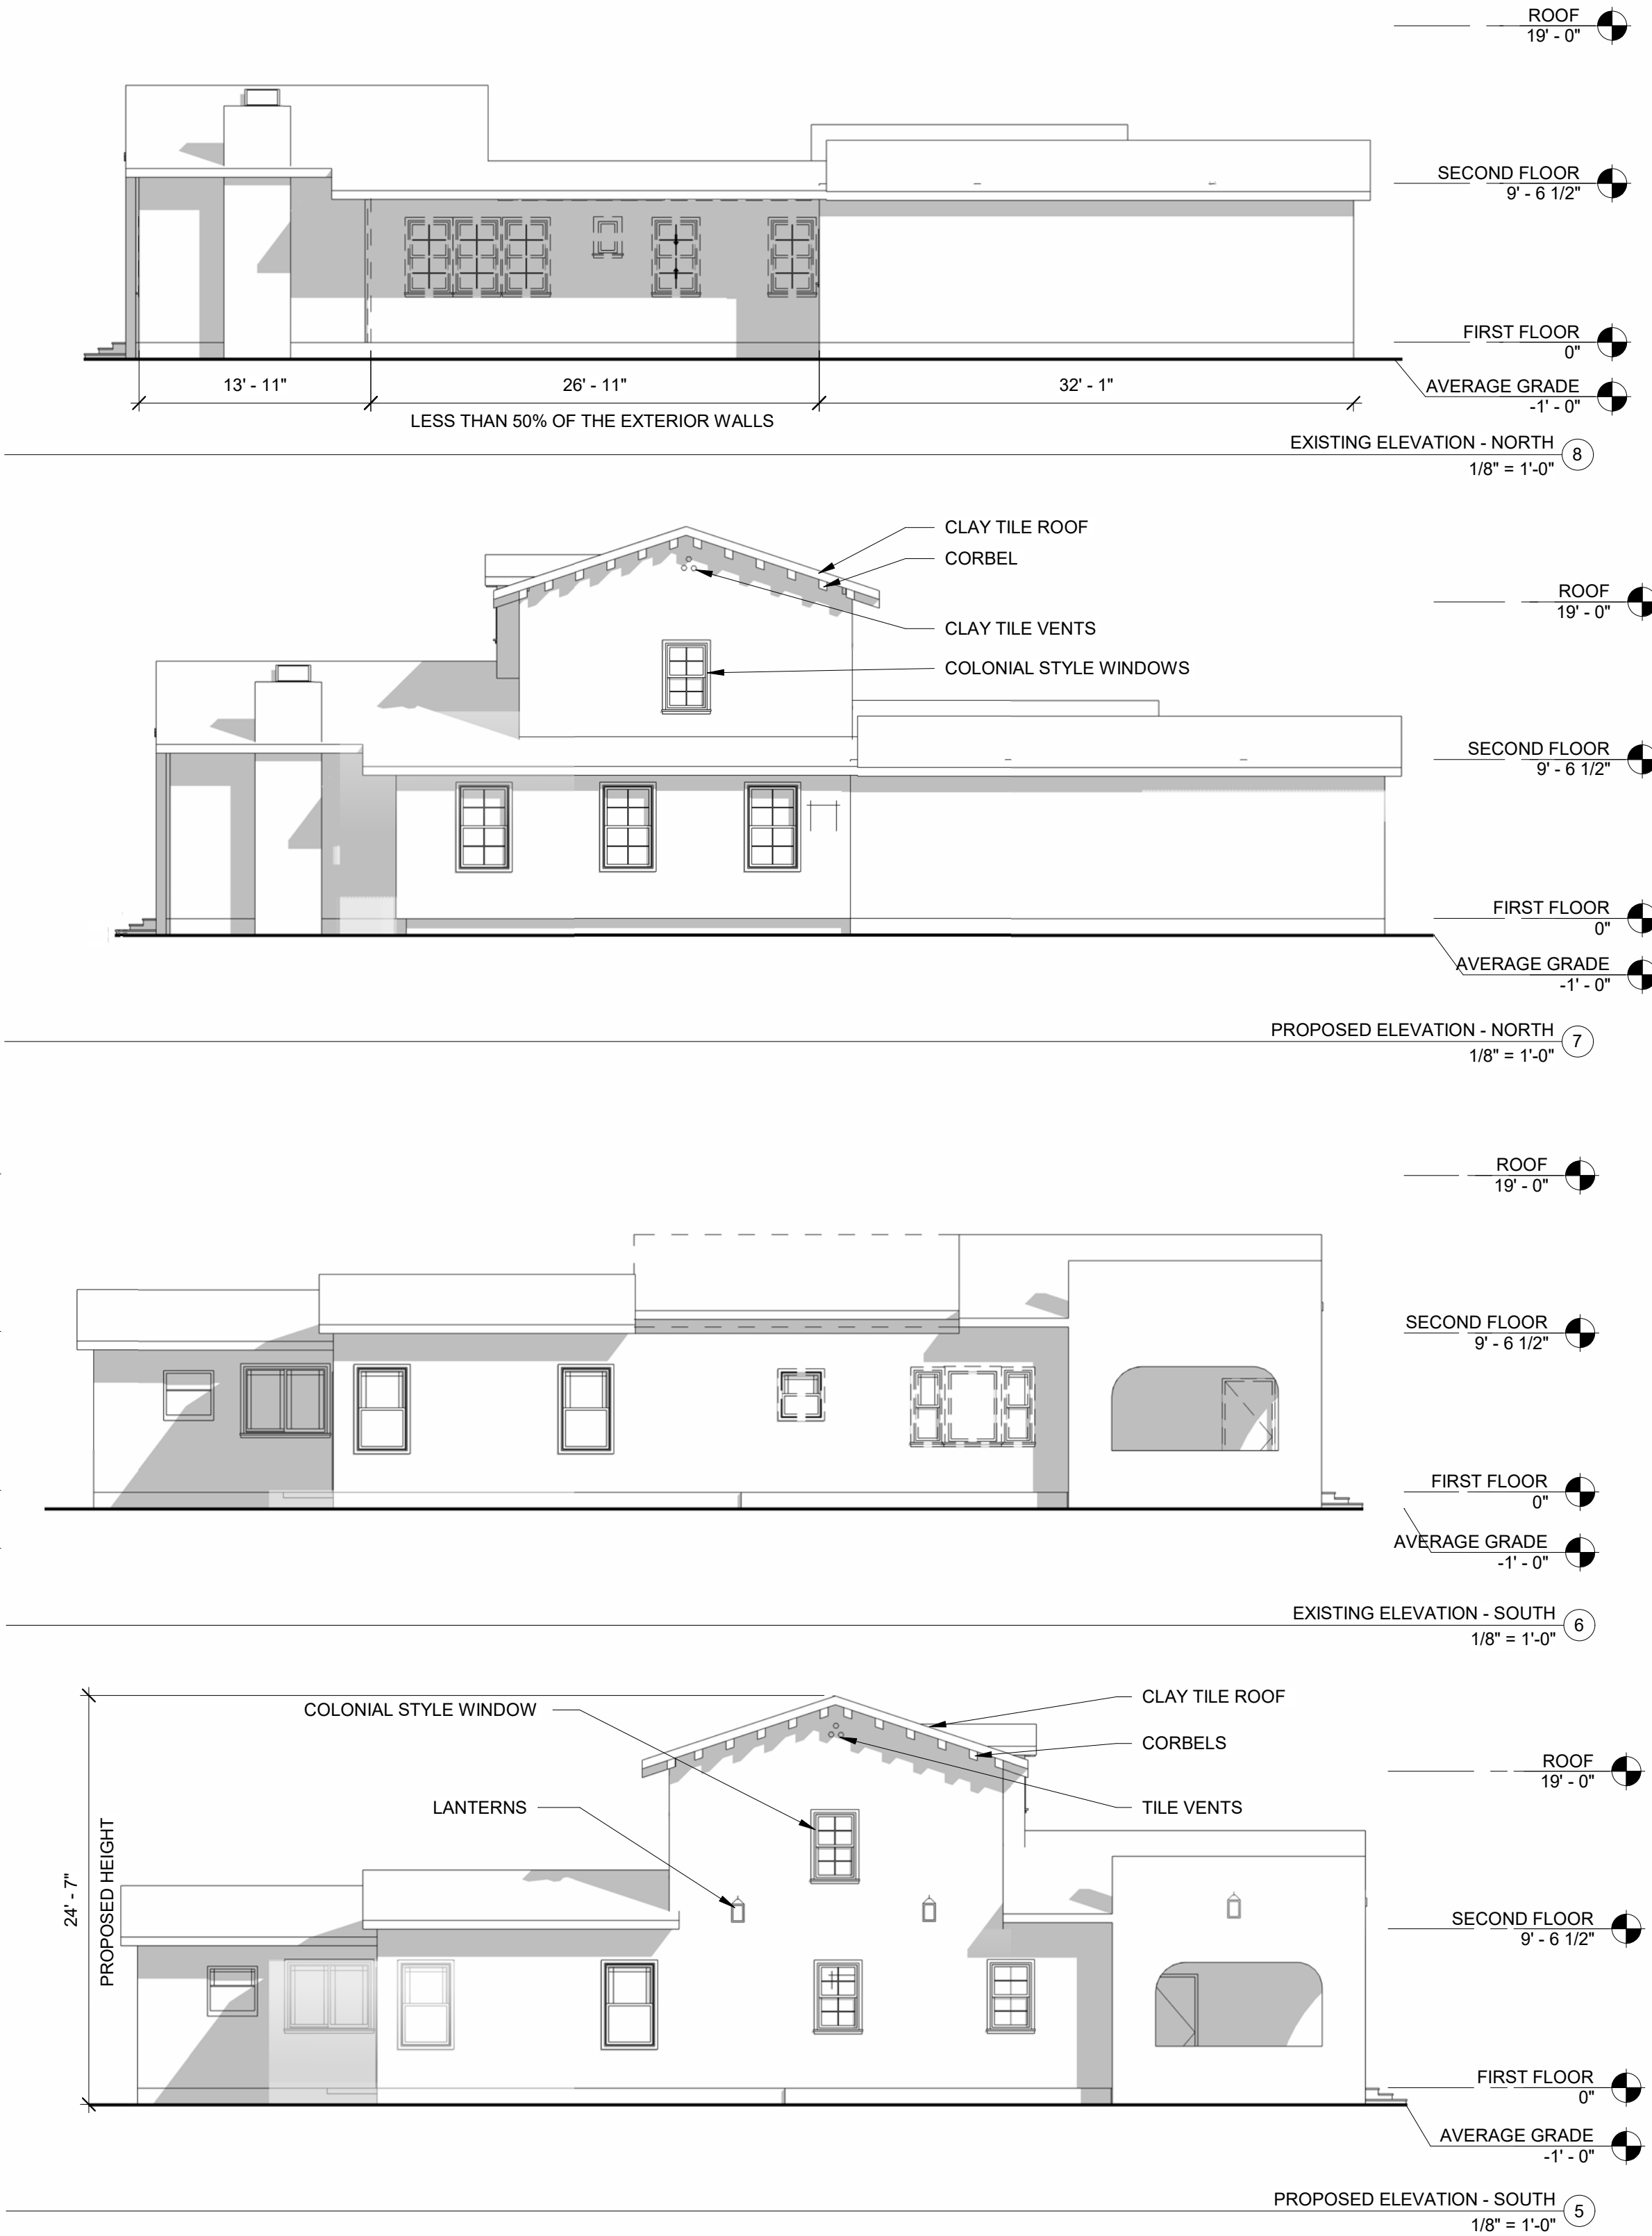 ROOF
19' - 0"
SECOND FLOOR
9' - 6 1/2"
FIRST FLOOR
0"
AVERAGE GRADE
-1' - 0"
13' - 11"
26' - 11"
32' - 1"
LESS THAN 50% OF THE EXTERIOR WALLS
EXISTING ELEVATION - NORTH
8
1/8" = 1'-0"
CLAY TILE ROOF
CORBEL
CLAY TILE VENTS
COLONIAL STYLE WINDOWS
ROOF
19' - 0"
SECOND FLOOR
9' - 6 1/2"
FIRST FLOOR
0"
AVERAGE GRADE
-1' - 0"
PROPOSED ELEVATION - NORTH
7
1/8" = 1'-0"
ROOF
19' - 0"
SECOND FLOOR
9' - 6 1/2"
FIRST FLOOR
0"
AVERAGE GRADE
-1' - 0"
EXISTING ELEVATION - SOUTH
6
1/8" = 1'-0"
COLONIAL STYLE WINDOW
LANTERNS
CLAY TILE ROOF
CORBELS
TILE VENTS
24' - 7"
PROPOSED HEIGHT
ROOF
19' - 0"
SECOND FLOOR
9' - 6 1/2"
FIRST FLOOR
0"
AVERAGE GRADE
-1' - 0"
PROPOSED ELEVATION - SOUTH
5
1/8" = 1'-0"